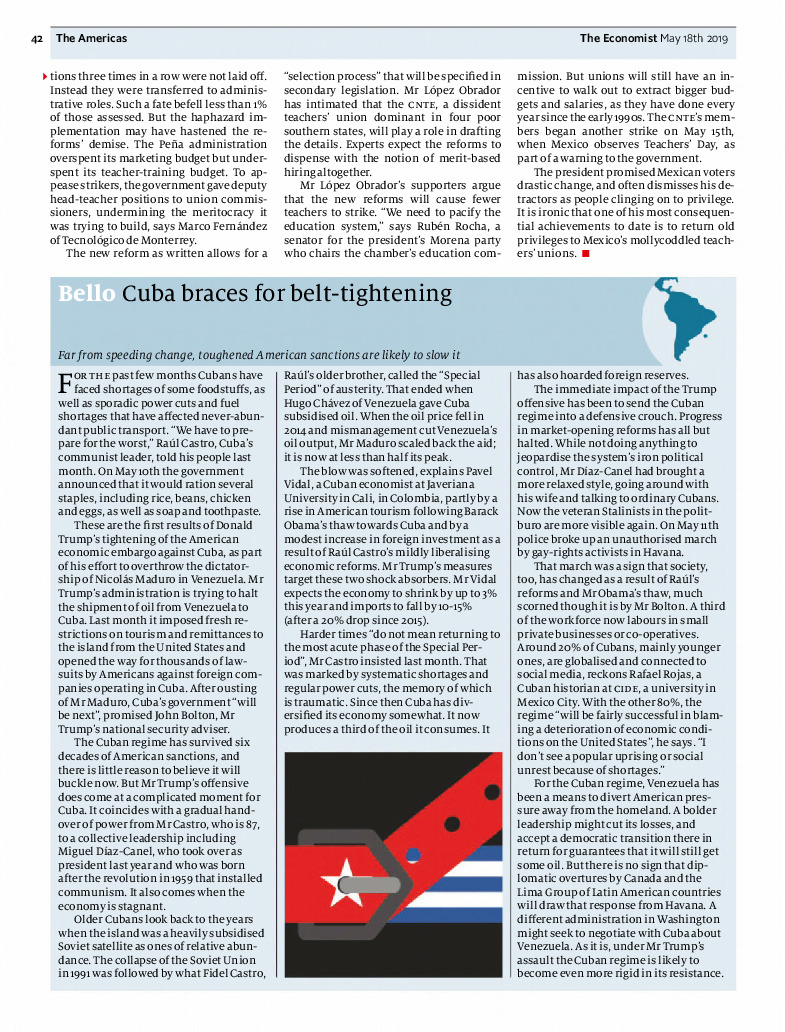 42 The Americas
The Economist May 18th 2019
tions three times in a row were not laid off.
Instead they were transferred to adminis-
trative roles. Such a fate befell less than 1%
of those assessed. But the haphazard im-
plementation may have hastened the re-
forms’ demise. The Peña administration
overspent its marketing budget but under-
spent its teacher-training budget. To ap-
pease strikers, the government gave deputy
head-teacher positions to union commis-
sioners, undermining the meritocracy it
was trying to build, says Marco Fernández
of Tecnológico de Monterrey.
The new reform as written allows for a
“selection process” that will be specified in
secondary legislation. Mr López Obrador
has intimated that the CNTE, a dissident
teachers’ union dominant in four poor
southern states, will play a role in drafting
the details. Experts expect the reforms to
dispense with the notion of merit-based
hiring altogether.
Mr López Obrador’s supporters argue
that the new reforms will cause fewer
teachers to strike. “We need to pacify the
education system,” says Rubén Rocha, a
senator for the president’s Morena party
who chairs the chamber’s education com-
mission. But unions will still have an in-
centive to walk out to extract bigger bud-
gets and salaries, as they have done every
year since the early 1990s. The CNTE’s mem-
bers began another strike on May 15th,
when Mexico observes Teachers’ Day, as
part of a warning to the government.
The president promised Mexican voters
drastic change, and often dismisses his de-
tractors as people clinging on to privilege.
It is ironic that one of his most consequen-
tial achievements to date is to return old
privileges to Mexico’s mollycoddled teach-
ers’ unions.
Bello Cuba braces for belt-tightening
Far from speeding change, toughened American sanctions are likely to slow it
FOR THE past few months Cubans have
faced shortages of some foodstuffs, as
well as sporadic power cuts and fuel
shortages that have affected never-abun-
dant public transport. “We have to pre-
pare for the worst,” Raúl Castro, Cuba’s
communist leader, told his people last
month. On May 10th the government
announced that it would ration several
staples, including rice, beans, chicken
and eggs, as well as soap and toothpaste.
These are the first results of Donald
Trump’s tightening of the American
economic embargo against Cuba, as part
of his effort to overthrow the dictator-
ship of Nicolás Maduro in Venezuela. Mr
Trump’s administration is trying to halt
the shipment of oil from Venezuela to
Cuba. Last month it imposed fresh re-
strictions on tourism and remittances to
the island from the United States and
opened the way for thousands of law-
suits by Americans against foreign com-
panies operating in Cuba. After ousting
of Mr Maduro, Cuba’s government “will
be next”, promised John Bolton, Mr
Trump’s national security adviser.
The Cuban regime has survived six
decades of American sanctions, and
there is little reason to believe it will
buckle now. But Mr Trump’s offensive
does come at a complicated moment for
Cuba. It coincides with a gradual hand-
over of power from Mr Castro, who is 87,
to a collective leadership including
Miguel Díaz-Canel, who took over as
president last year and who was born
after the revolution in 1959 that installed
communism. It also comes when the
economy is stagnant.
Older Cubans look back to the years
when the island was a heavily subsidised
Soviet satellite as ones of relative abun-
dance. The collapse of the Soviet Union
in 1991 was followed by what Fidel Castro,
Raúl’s older brother, called the “Special
Period” of austerity. That ended when
Hugo Chávez of Venezuela gave Cuba
subsidised oil. When the oil price fell in
2014 and mismanagement cut Venezuela’s
oil output, Mr Maduro scaled back the aid;
it is now at less than half its peak.
The blow was softened, explains Pavel
Vidal, a Cuban economist at Javeriana
University in Cali, in Colombia, partly by a
rise in American tourism following Barack
Obama’s thaw towards Cuba and by a
modest increase in foreign investment as a
result of Raúl Castro’s mildly liberalising
economic reforms. Mr Trump’s measures
target these two shock absorbers. Mr Vidal
expects the economy to shrink by up to 3%
this year and imports to fall by 10-15%
(after a 20% drop since 2015).
Harder times “do not mean returning to
the most acute phase of the Special Per-
iod”, Mr Castro insisted last month. That
was marked by systematic shortages and
regular power cuts, the memory of which
is traumatic. Since then Cuba has div-
ersified its economy somewhat. It now
produces a third of the oil it consumes. It
has also hoarded foreign reserves.
The immediate impact of the Trump
offensive has been to send the Cuban
regime into a defensive crouch. Progress
in market-opening reforms has all but
halted. While not doing anything to
jeopardise the system’s iron political
control, Mr Díaz-Canel had brought a
more relaxed style, going around with
his wife and talking to ordinary Cubans.
Now the veteran Stalinists in the polit-
buro are more visible again. On May 11th
police broke up an unauthorised march
by gay-rights activists in Havana.
That march was a sign that society,
too, has changed as a result of Raúl’s
reforms and Mr Obama’s thaw, much
scorned though it is by Mr Bolton. A third
of the workforce now labours in small
private businesses or co-operatives.
Around 20% of Cubans, mainly younger
ones, are globalised and connected to
social media, reckons Rafael Rojas, a
Cuban historian at CIDE, a university in
Mexico City. With the other 80%, the
regime “will be fairly successful in blam-
ing a deterioration of economic condi-
tions on the United States”, he says. “I
don’t see a popular uprising or social
unrest because of shortages.”
For the Cuban regime, Venezuela has
been a means to divert American pres-
sure away from the homeland. A bolder
leadership might cut its losses, and
accept a democratic transition there in
return for guarantees that it will still get
some oil. But there is no sign that dip-
lomatic overtures by Canada and the
Lima Group of Latin American countries
will draw that response from Havana. A
different administration in Washington
might seek to negotiate with Cuba about
Venezuela. As it is, under Mr Trump’s
assault the Cuban regime is likely to
become even more rigid in its resistance.